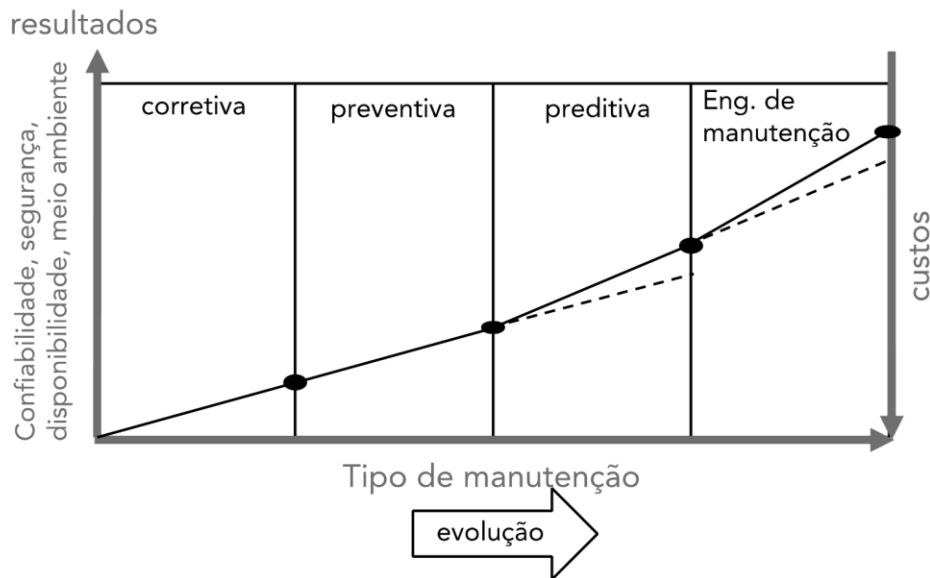 resultados
Confiabilidade, segurança,
disponibilidade, meio ambiente
corretiva
preventiva
preditiva
Eng. de
manutenção
custos
Tipo de manutenção
evolução